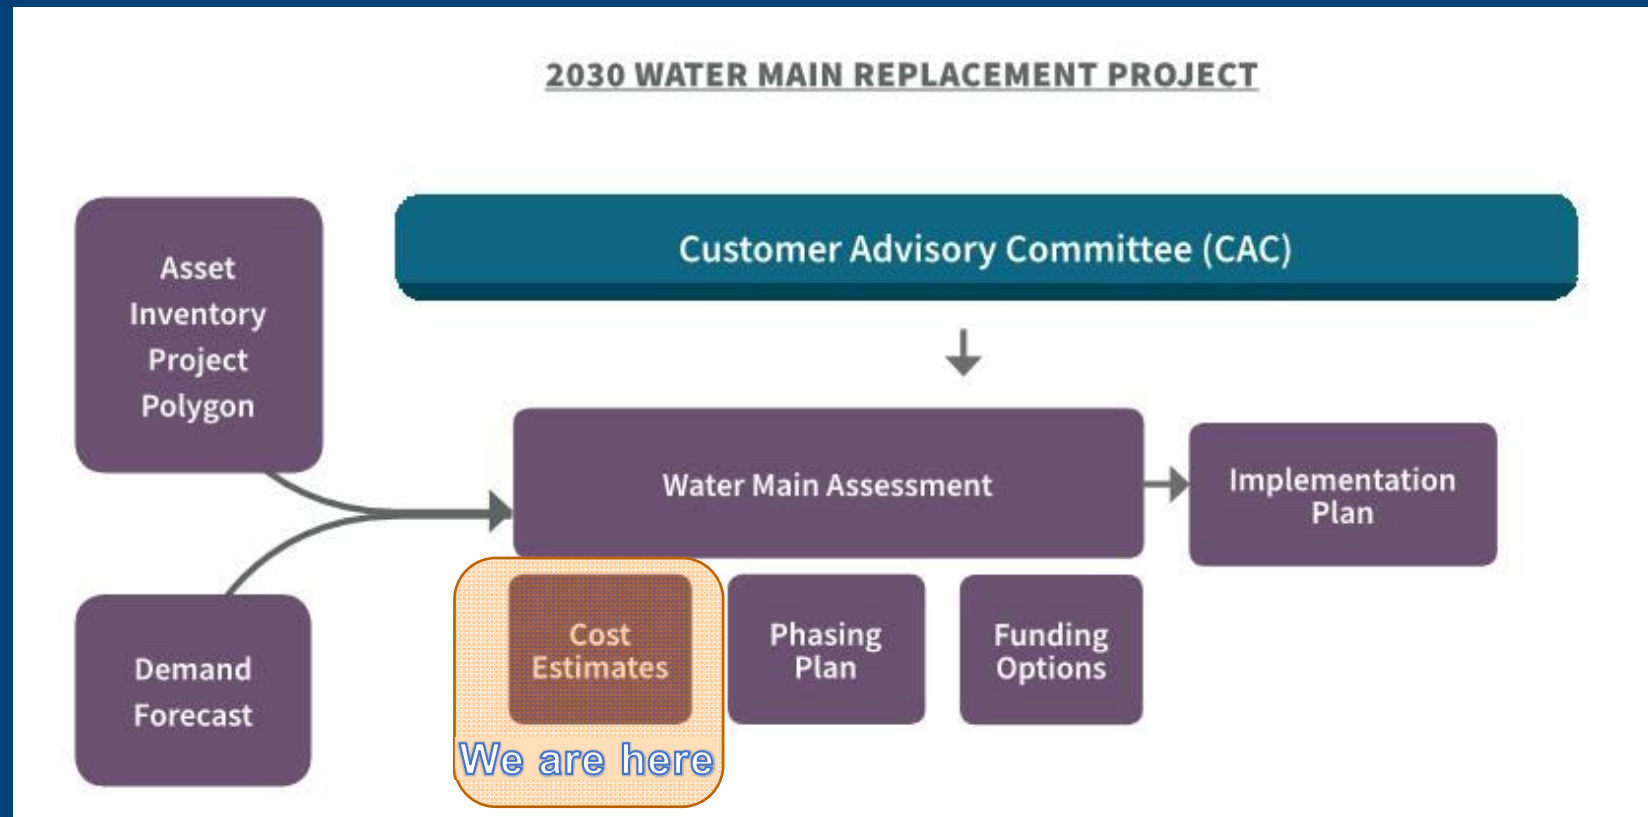 2030 WATER MAIN REPLACEMENT PROJECT
Customer Advisory Committee (CAC)
Asset
Inventory
Project
Polygon
Water Main Assessment
Implementation
Plan
Demand
Forecast
Cost
Estimates
Phasing
Plan
Funding
Options
We are here